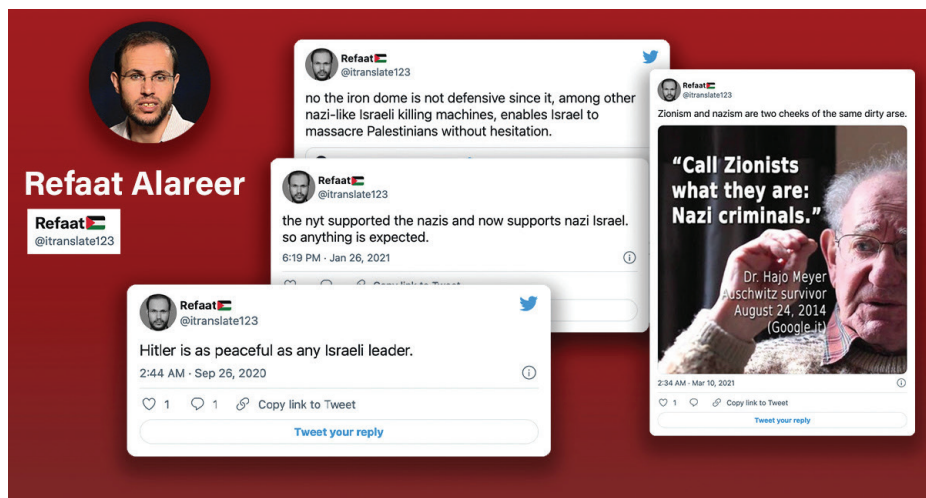 Refaat Alareer
Refaat🇵🇸
@itranslate123
Refaat🇵🇸
@itranslate123
no the iron dome is not defensive since it, among other
nazi-like Israeli killing machines, enables Israel to
massacre Palestinians without hesitation.
Refaat🇵🇸
@itranslate123
the nyt supported the nazis and now supports nazi Israel.
so anything is expected.
6:19 PM · Jan 26, 2021
Copy link to Tweet
Refaat🇵🇸
@itranslate123
Hitler is as peaceful as any Israeli leader.
2:44 AM · Sep 26, 2020
1 1 Copy link to Tweet
Tweet your reply
Refaat🇵🇸
@itranslate123
Zionism and nazism are two cheeks of the same dirty arse.
“Call Zionists
what they are:
Nazi criminals.”
Dr. Hajo Meyer
Auschwitz survivor
August 24, 2014
(Google it)
2:34 AM · Mar 10, 2021
1 Copy link to Tweet
Tweet your reply